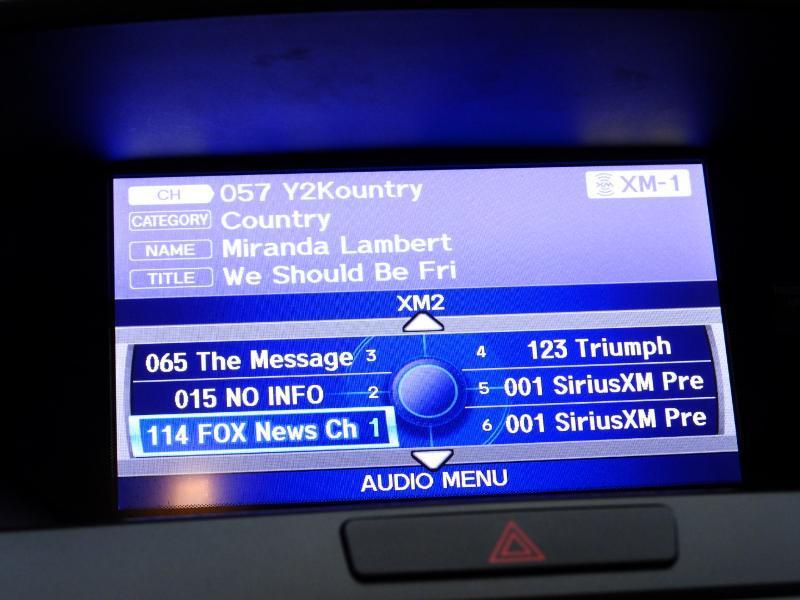 CH 057 Y2Kountry XM-1
CATEGORY Country
NAME Miranda Lambert
TITLE We Should Be Fri
XM2
065 The Message 3 4 123 Triumph
015 NO INFO 2 5 001 SiriusXM Pre
114 FOX News Ch 1 6 001 SiriusXM Pre
AUDIO MENU